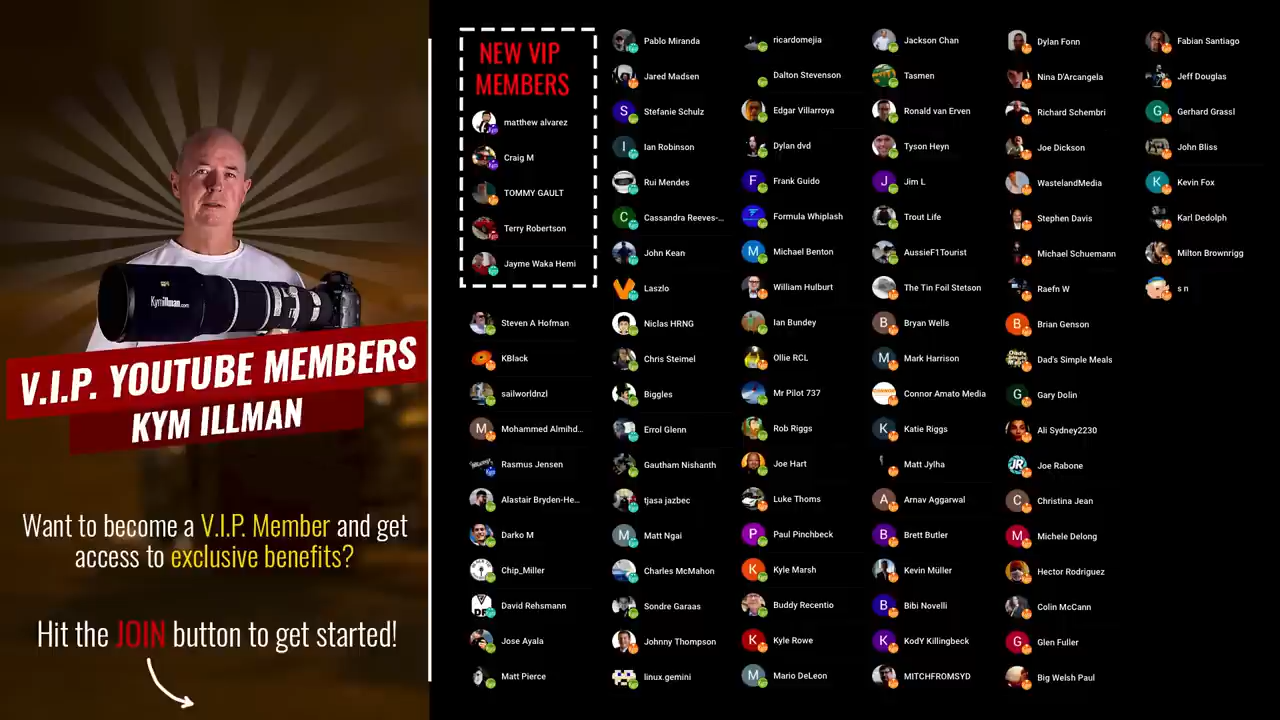 Kymillman.com
V.I.P. YOUTUBE MEMBERS
KYM ILLMAN
Want to become a V.I.P. Member and get
access to exclusive benefits?
Hit the JOIN button to get started!
NEW VIP
MEMBERS
matthew alvarez
Craig M
TOMMY GAULT
Terry Robertson
Jayme Waka Hemi
Steven A Hofman
KBlack
sailworldnzl
M Mohammed Almihd...
Rasmus Jensen
Alastair Bryden-He...
Darko M
Chip_Miller
David Rehsmann
Jose Ayala
Matt Pierce
Pablo Miranda
Jared Madsen
S Stefanie Schulz
I Ian Robinson
Rui Mendes
C Cassandra Reeves-...
John Kean
Laszlo
Niclas HRNG
Chris Steimel
Biggles
Errol Glenn
Gautham Nishanth
tjasa jazbec
M Matt Ngai
Charles McMahon
Sondre Garaas
Johnny Thompson
linux.gemini
ricardomejia
Dalton Stevenson
Edgar Villarroya
Dylan dvd
F Frank Guido
Formula Whiplash
M Michael Benton
William Hulburt
Ian Bundey
Ollie RCL
Mr Pilot 737
Rob Riggs
Joe Hart
Luke Thoms
P Paul Pinchbeck
K Kyle Marsh
Buddy Recentio
K Kyle Rowe
M Mario DeLeon
Jackson Chan
Tasmen
Ronald van Erven
Tyson Heyn
J Jim L
Trout Life
AussieF1Tourist
The Tin Foil Stetson
B Bryan Wells
M Mark Harrison
CONNOR Connor Amato Media
K Katie Riggs
Matt Jylha
A Arnav Aggarwal
B Brett Butler
Kevin Müller
B Bibi Novelli
K KodY Killingbeck
MITCHFROMSYD
Dylan Fonn
Nina D'Arcangela
Richard Schembri
Joe Dickson
WastelandMedia
Stephen Davis
Michael Schuemann
Raefn W
B Brian Genson
Dad's Simple Meals
G Gary Dolin
Ali Sydney2230
JR Joe Rabone
C Christina Jean
M Michele Delong
Hector Rodriguez
Colin McCann
G Glen Fuller
Big Welsh Paul
Fabian Santiago
Jeff Douglas
G Gerhard Grassl
John Bliss
K Kevin Fox
Karl Dedolph
Milton Brownrigg
s n